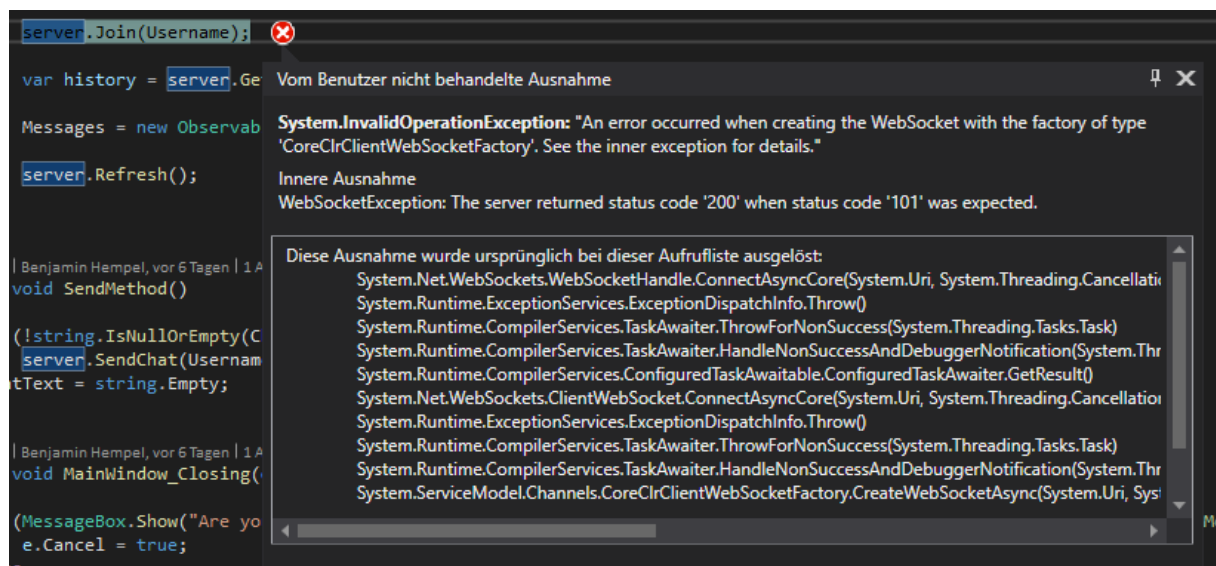 server.Join(Username);
var history = server.Ge
Vom Benutzer nicht behandelte Ausnahme
Messages = new Observab
System.InvalidOperationException: "An error occurred when creating the WebSocket with the factory of type
'CoreClrClientWebSocketFactory'. See the inner exception for details."
server.Refresh();
Innere Ausnahme
WebSocketException: The server returned status code '200' when status code '101' was expected.
Diese Ausnahme wurde ursprünglich bei dieser Aufrufliste ausgelöst:
System.Net.WebSockets.WebSocketHandle.ConnectAsyncCore(System.Uri, System.Threading.Cancellati
System.Runtime.ExceptionServices.ExceptionDispatchInfo.Throw()
System.Runtime.CompilerServices.TaskAwaiter.ThrowForNonSuccess(System.Threading.Tasks.Task)
System.Runtime.CompilerServices.TaskAwaiter.HandleNonSuccessAndDebuggerNotification(System.Thr
System.Runtime.CompilerServices.ConfiguredTaskAwaitable.ConfiguredTaskAwaiter.GetResult()
System.Net.WebSockets.ClientWebSocket.ConnectAsyncCore(System.Uri, System.Threading.Cancellation
System.Runtime.ExceptionServices.ExceptionDispatchInfo.Throw()
System.Runtime.CompilerServices.TaskAwaiter.ThrowForNonSuccess(System.Threading.Tasks.Task)
System.Runtime.CompilerServices.TaskAwaiter.HandleNonSuccessAndDebuggerNotification(System.Thr
System.ServiceModel.Channels.CoreClrClientWebSocketFactory.CreateWebSocketAsync(System.Uri, Sys
| Benjamin Hempel, vor 6 Tagen | 1 A
void SendMethod()
(!string.IsNullOrEmpty(C
server.SendChat(Usernam
tText = string.Empty;
| Benjamin Hempel, vor 6 Tagen | 1 A
void MainWindow_Closing(
(MessageBox.Show("Are yo
e.Cancel = true;